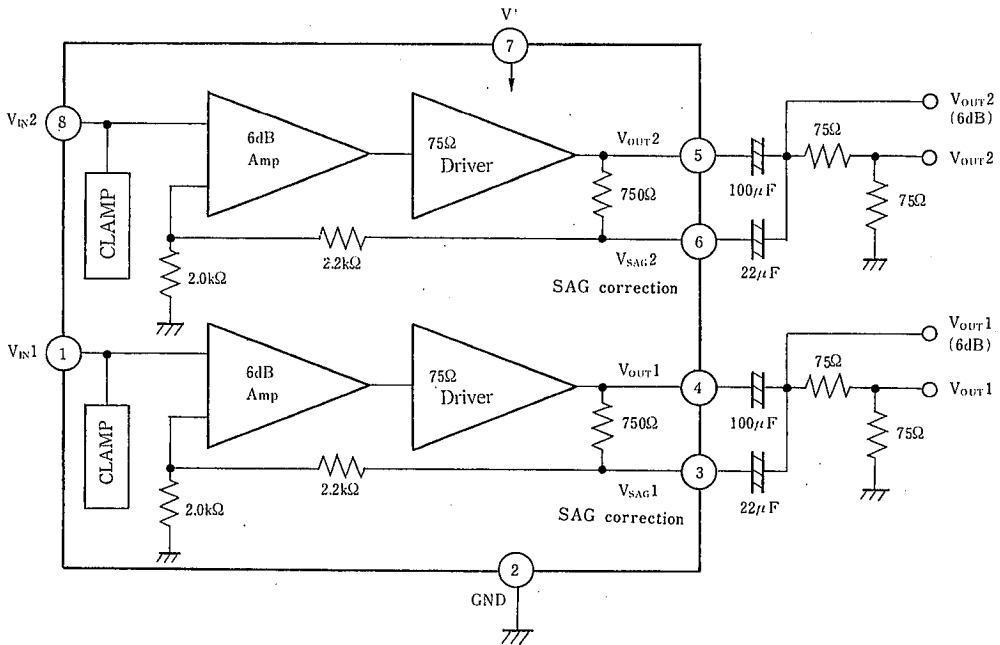 V'
7
VIN2
8
6dB
Amp
75Ω
Driver
VOUT2
5
100µF
75Ω
VOUT2
(6dB)
VOUT2
75Ω
CLAMP
750Ω
2.0kΩ
2.2kΩ
VSAG2
6
22µF
SAG correction
VIN1
1
6dB
Amp
75Ω
Driver
VOUT1
4
100µF
75Ω
VOUT1
(6dB)
VOUT1
75Ω
CLAMP
750Ω
2.0kΩ
2.2kΩ
VSAG1
3
22µF
SAG correction
2
GND